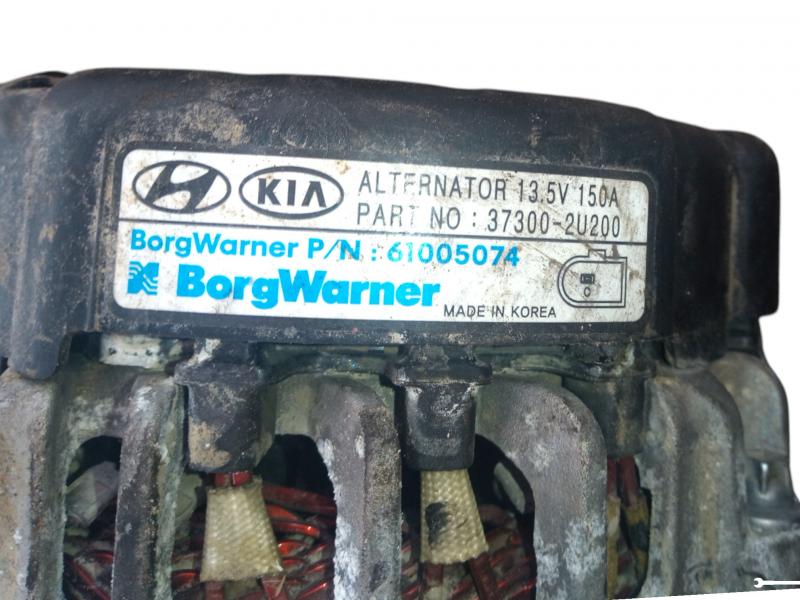 KIA ALTERNATOR 13.5V 150A
PART NO : 37300-2U200
BorgWarner P/N : 61005074
BorgWarner
MADE IN KOREA
C